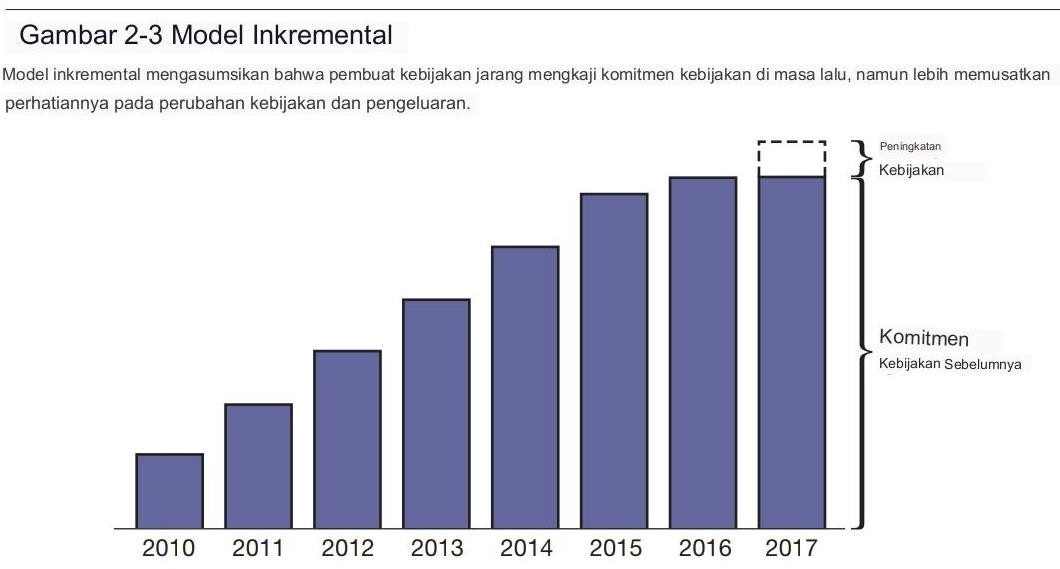 Gambar 2-3 Model Inkremental
Model inkremental mengasumsikan bahwa pembuat kebijakan jarang mengkaji komitmen kebijakan di masa lalu, namun lebih memusatkan
perhatiannya pada perubahan kebijakan dan pengeluaran.
Peningkatan
Kebijakan
Komitmen
Kebijakan Sebelumnya
2010 2011 2012 2013 2014 2015 2016 2017